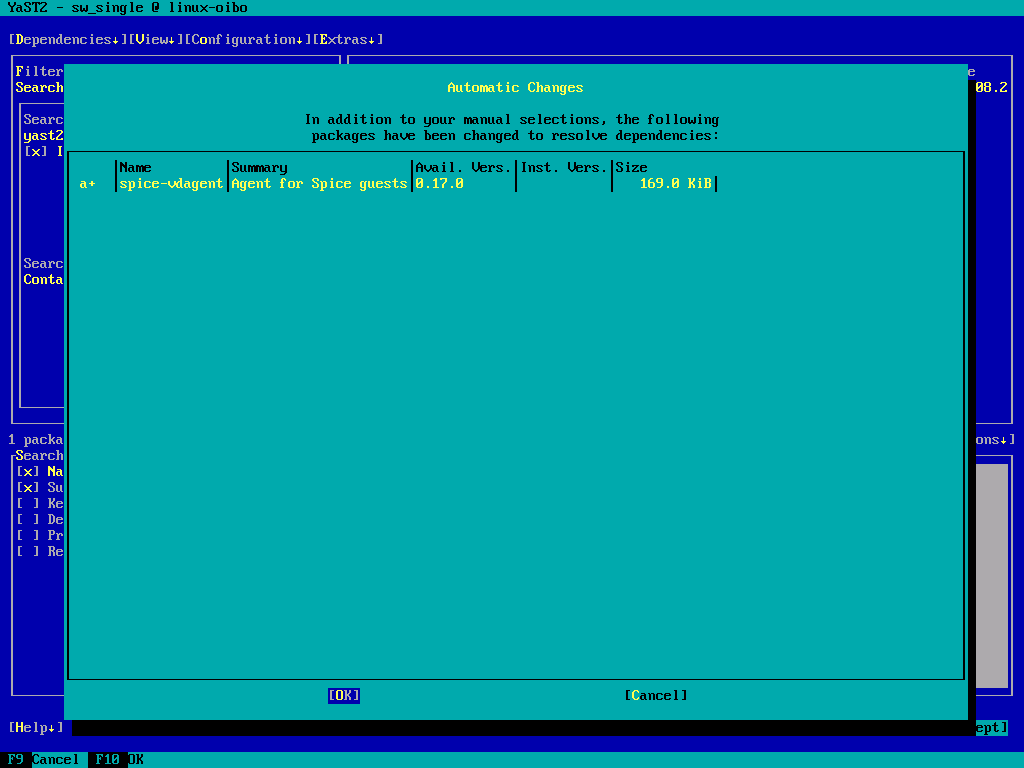 YaST2 - sw_single @ linux-oibo
[Dependencies↓][View↓][Configuration↓][Extras↓]
Filter e
Search 08.2
Automatic Changes
In addition to your manual selections, the following
packages have been changed to resolve dependencies:
Searc
yast2
[x] I
Name Summary Avail. Vers. Inst. Vers. Size
a+ spice-vdagent Agent for Spice guests 0.17.0 169.0 KiB
Searc
Conta
1 packa ons↓]
Search
[x] Na
[x] Su
[ ] Ke
[ ] De
[ ] Pr
[ ] Re
[OK] [Cancel]
[Help↓] ept]
F9 Cancel F10 OK